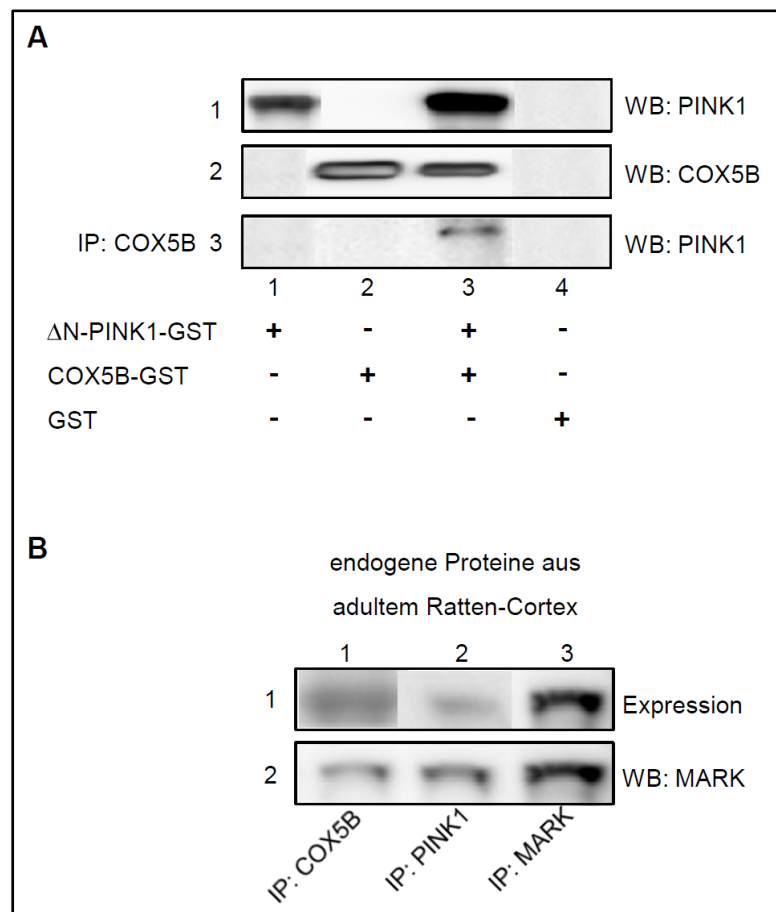 A
1 WB: PINK1
2 WB: COX5B
IP: COX5B 3 WB: PINK1
1 2 3 4
ΔN-PINK1-GST + - + -
COX5B-GST - + + -
GST - - - +
B
endogene Proteine aus
adultem Ratten-Cortex
1 2 3
1 Expression
2 WB: MARK
IP: COX5B IP: PINK1 IP: MARK